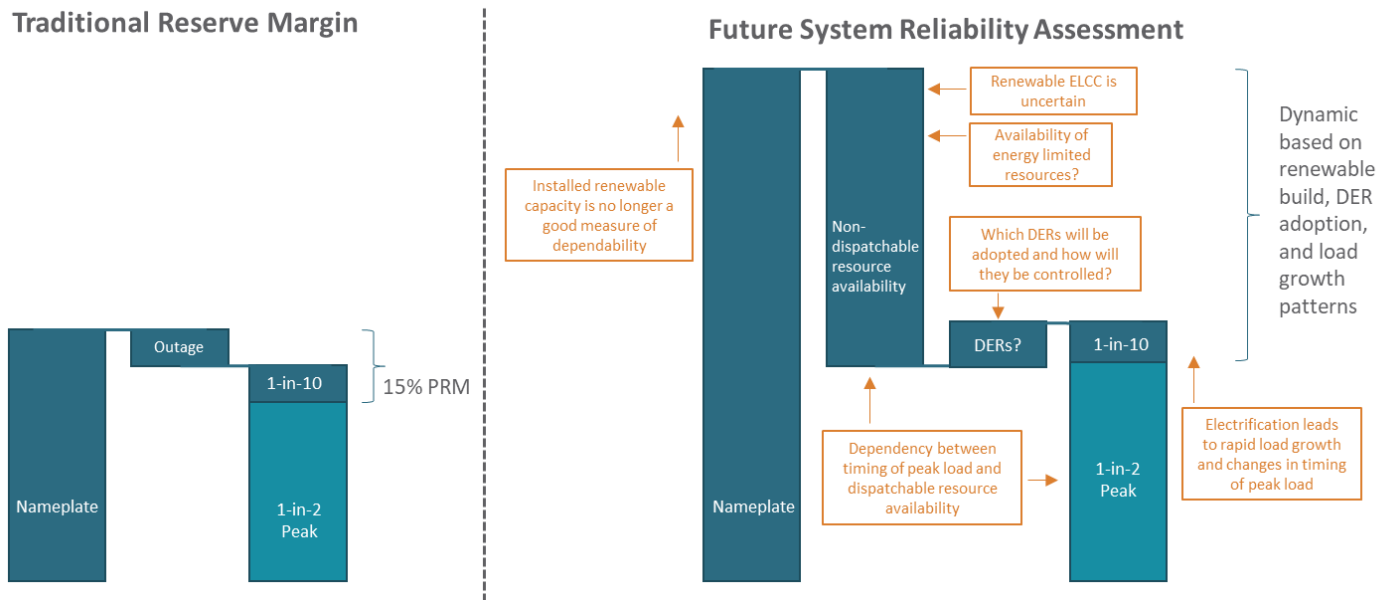 Traditional Reserve Margin
Nameplate
Outage
1-in-10
1-in-2
Peak
15% PRM
Future System Reliability Assessment
Installed renewable
capacity is no longer a
good measure of
dependability
Nameplate
Non-
dispatchable
resource
availability
Renewable ELCC is
uncertain
Availability of
energy limited
resources?
Which DERs will be
adopted and how will
they be controlled?
DERs?
1-in-10
1-in-2
Peak
Dependency between
timing of peak load and
dispatchable resource
availability
Electrification leads
to rapid load growth
and changes in timing
of peak load
Dynamic
based on
renewable
build, DER
adoption,
and load
growth
patterns